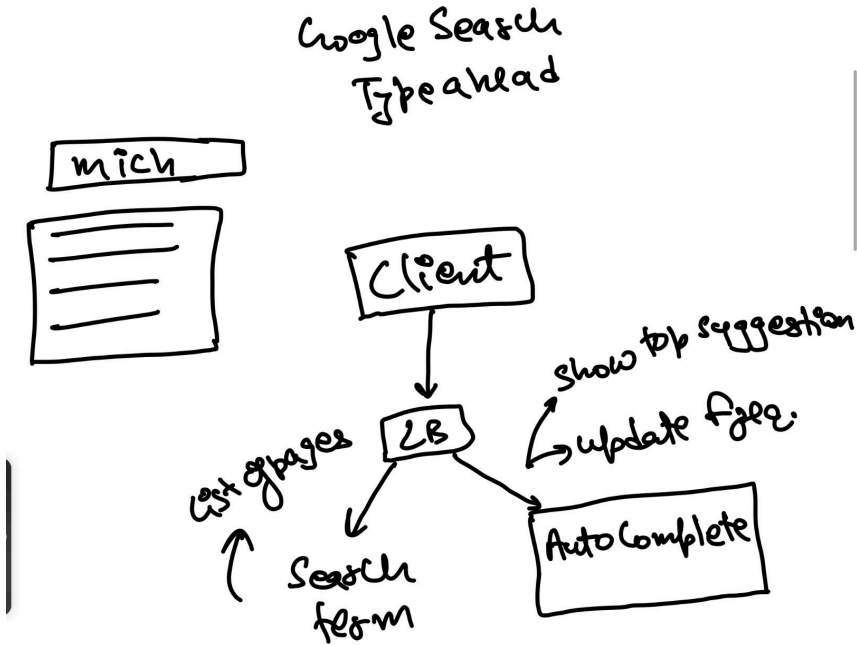 Google Search
Typeahead
mich
Client
show top suggestion
update freq.
LB
List of pages
Search
term
AutoComplete